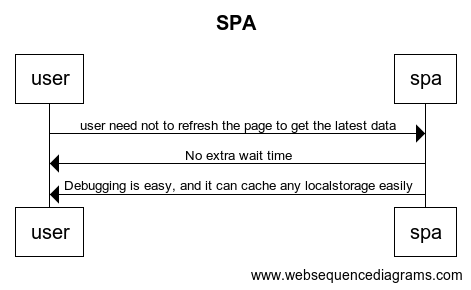 SPA
user
spa
user need not to refresh the page to get the latest data
No extra wait time
Debugging is easy, and it can cache any localstorage easily
user
spa
www.websequencediagrams.com